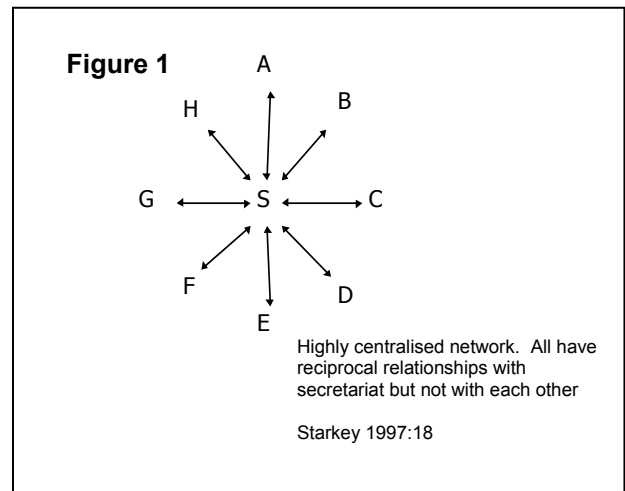 Figure 1
A
B
H
G S C
F
D
E
Highly centralised network. All have
reciprocal relationships with
secretariat but not with each other
Starkey 1997:18